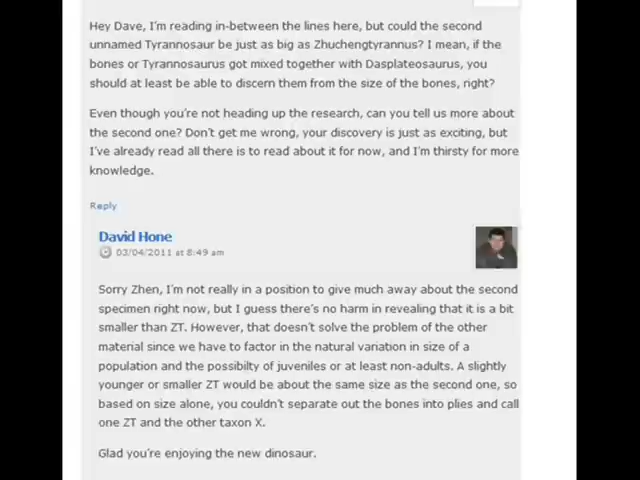 Hey Dave, I'm reading in-between the lines here, but could the second
unnamed Tyrannosaur be just as big as Zhuchengtyrannus? I mean, if the
bones or Tyrannosaurus got mixed together with Dasplateosaurus, you
should at least be able to discern them from the size of the bones, right?
Even though you're not heading up the research, can you tell us more about
the second one? Don't get me wrong, your discovery is just as exciting, but
I've already read all there is to read about it for now, and I'm thirsty for more
knowledge.
Reply
David Hone
03/04/2011 at 8:49 am
Sorry Zhen, I'm not really in a position to give much away about the second
specimen right now, but I guess there's no harm in revealing that it is a bit
smaller than ZT. However, that doesn't solve the problem of the other
material since we have to factor in the natural variation in size of a
population and the possibilty of juveniles or at least non-adults. A slightly
younger or smaller ZT would be about the same size as the second one, so
based on size alone, you couldn't separate out the bones into plies and call
one ZT and the other taxon X.
Glad you're enjoying the new dinosaur.